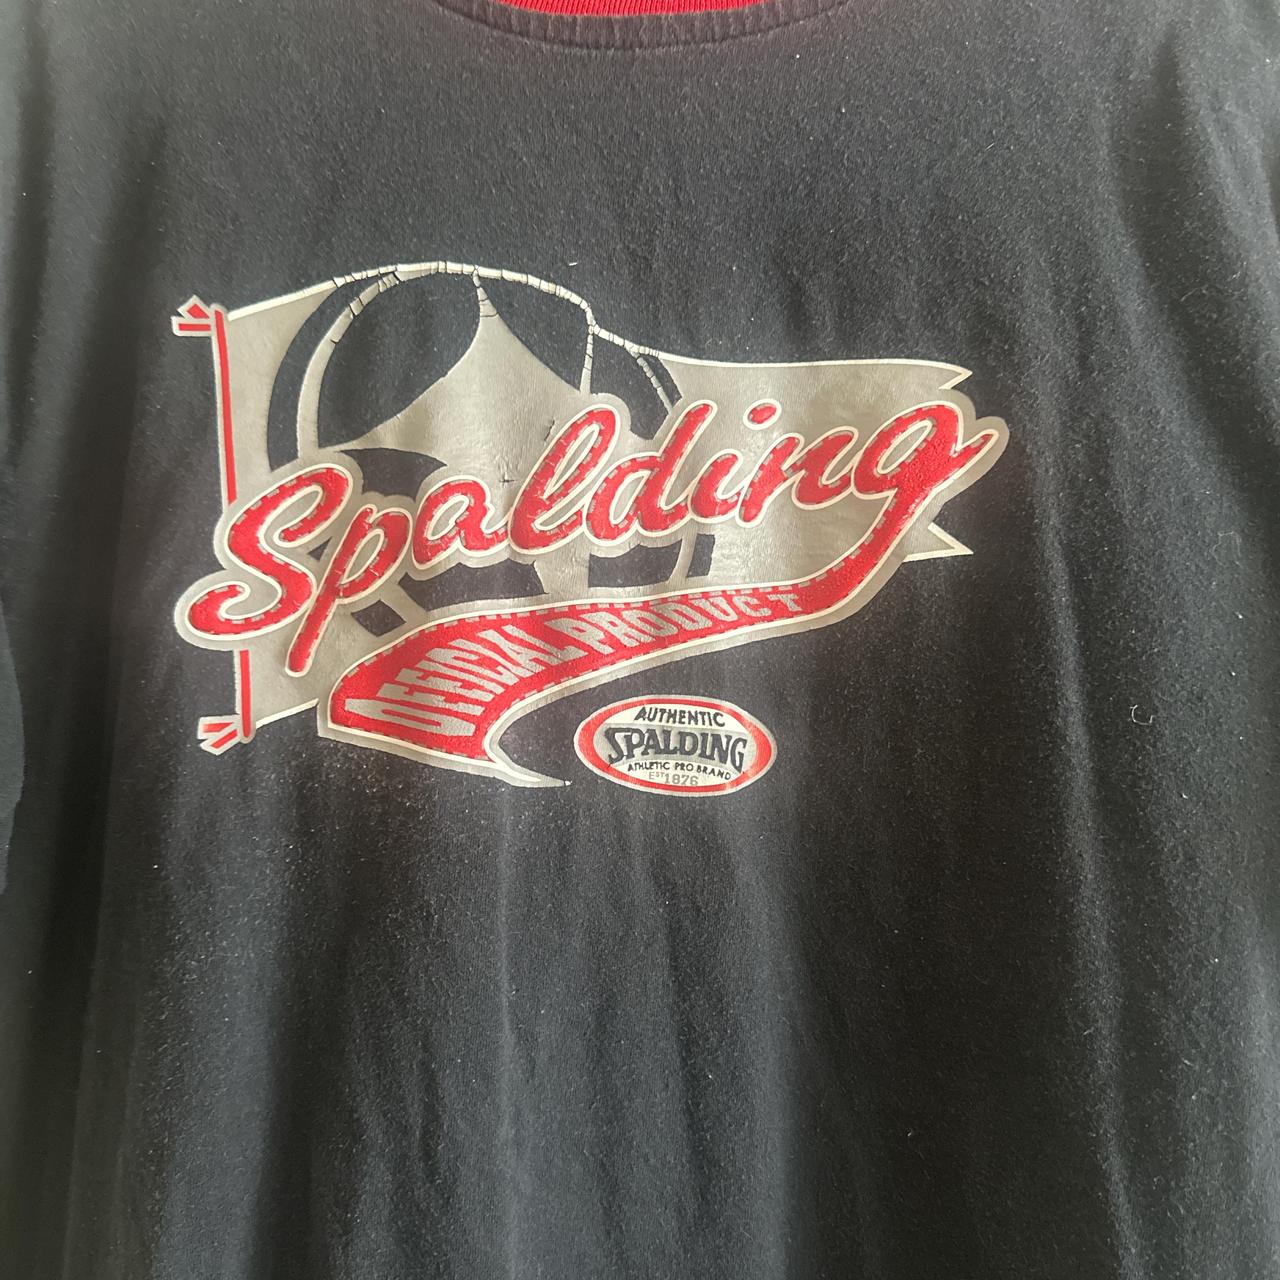 Spalding
OFFICIAL PRODUCT
AUTHENTIC
SPALDING
ATHLETIC PRO BRAND
EST 1876